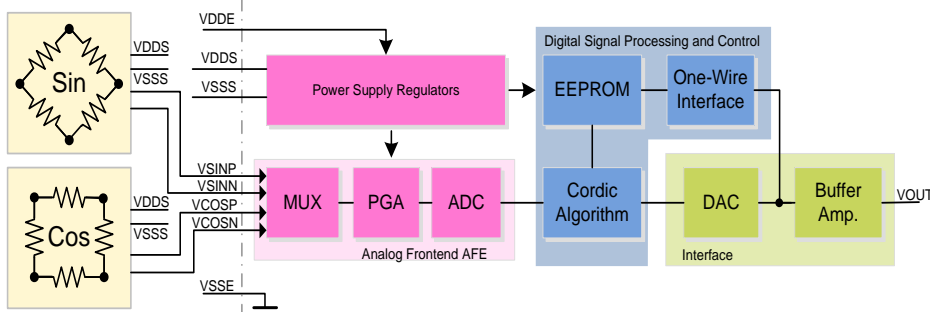 VDDE
Digital Signal Processing and Control
VDDS
VSSS
Sin
VDDS
VSSS
Power Supply Regulators
EEPROM
One-Wire
Interface
VSINP
VSINN
VCOSP
VCOSN
VDDS
VSSS
Cos
MUX
PGA
ADC
Cordic
Algorithm
DAC
Buffer
Amp.
VOUT
Analog Frontend AFE
Interface
VSSE